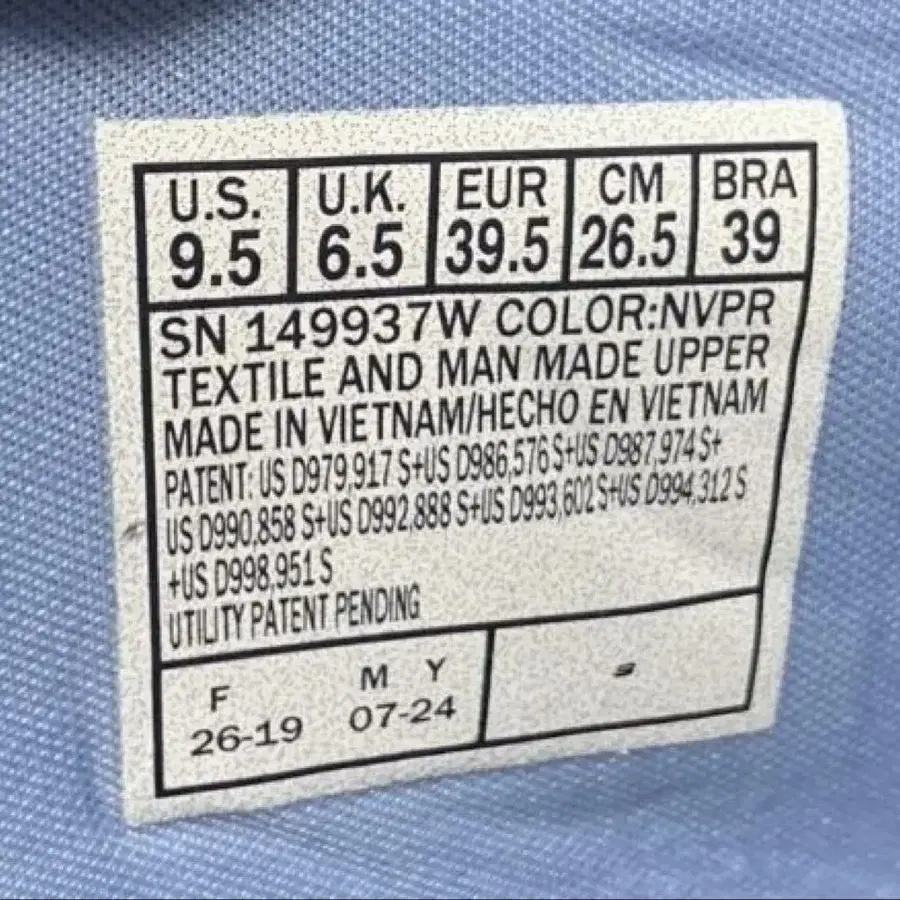 U.S. U.K. EUR CM BRA
9.5 6.5 39.5 26.5 39
SN 149937W COLOR:NVPR
TEXTILE AND MAN MADE UPPER
MADE IN VIETNAM/HECHO EN VIETNAM
PATENT: US D979,917 S+US D986,576 S+US D987,974 S+
US D990,858 S+US D992,888 S+US D993,602 S+US D994,312 S
+US D998,951 S
UTILITY PATENT PENDING
F M Y
26-19 07-24